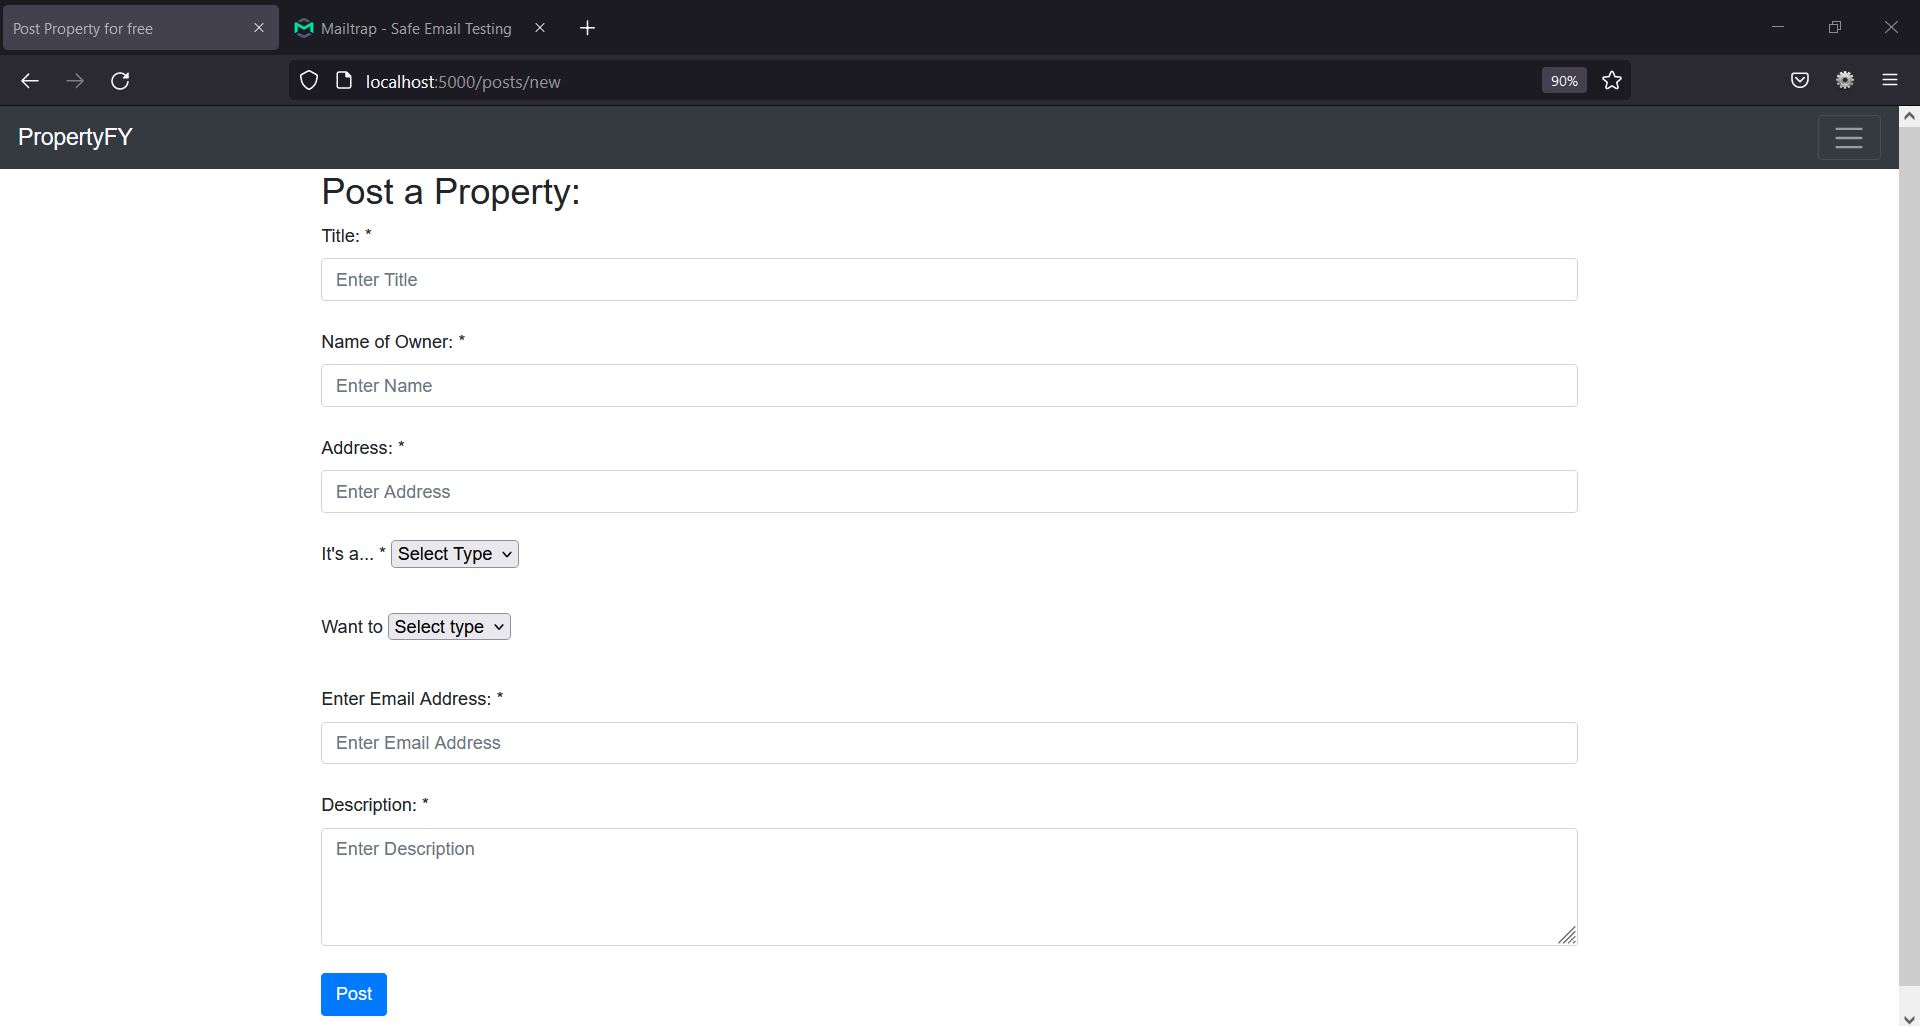 Post Property for free
Mailtrap - Safe Email Testing
localhost:5000/posts/new
90%
PropertyFY
Post a Property:
Title: *
Enter Title
Name of Owner: *
Enter Name
Address: *
Enter Address
It's a... * Select Type
Want to Select type
Enter Email Address: *
Enter Email Address
Description: *
Enter Description
Post